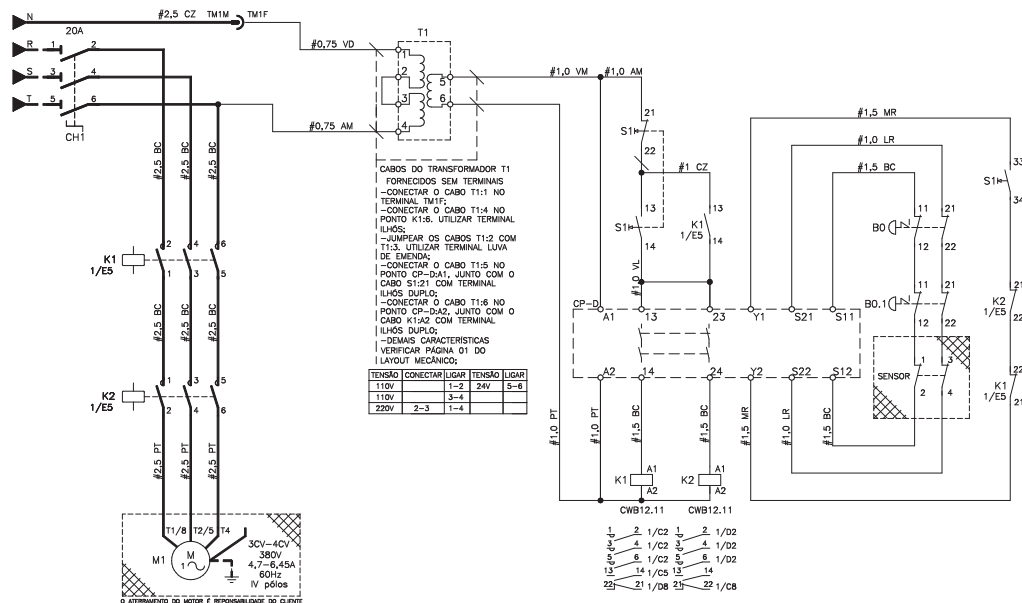 N #2,5 CZ TM1M TM1F
20A
R 1 2
S 3 4
T 5 6
CH1
#0,75 VD
#0,75 AM
T1
1
2
3
4
5
6
#2,5 BC #2,5 BC #2,5 BC
K1
1/E5
2 4 6
1 3 5
#2,5 BC #2,5 BC #2,5 BC
K2
1/E5
1 3 5
2 4 6
#2,5 PT #2,5 PT #2,5 PT
T1/8 T2/5 T4
M1
M
1
3CV-4CV
380V
4,7-6,45A
60Hz
IV pólos
O ATERRAMENTO DO MOTOR É REPONSABILIDADE DO CLIENTE
CABOS DO TRANSFORMADOR T1
FORNECIDOS SEM TERMINAIS
-CONECTAR O CABO T1:1 NO
TERMINAL TM1F;
-CONECTAR O CABO T1:4 NO
PONTO K1:6. UTILIZAR TERMINAL
ILHÓS;
-JUMPEAR OS CABOS T1:2 COM
T1:3. UTILIZAR TERMINAL LUVA
DE EMENDA;
-CONECTAR O CABO T1:5 NO
PONTO CP-D:A1, JUNTO COM O
CABO S1:21 COM TERMINAL
ILHÓS DUPLO;
-CONECTAR O CABO T1:6 NO
PONTO CP-D:A2, JUNTO COM O
CABO K1:A2 COM TERMINAL
ILHÓS DUPLO;
-DEMAIS CARACTERÍSTICAS
VERIFICAR PÁGINA 01 DO
LAYOUT MECÂNICO;
TENSÃO CONECTAR LIGAR TENSÃO LIGAR
110V 1-2 24V 5-6
110V 3-4
220V 2-3 1-4
#1,0 VM #1,0 AM
21
S1
22
#1 CZ
13
S1
14
13
K1
1/E5
14
#1,0 VL
#1,5 MR
#1,0 LR
#1,5 BC
33
S1
34
11 21
B0
12 22
11 21
B0.1
12 22
21
K2
1/E5
22
SENSOR
1 3
2 4
22
K1
1/E5
21
CP-D
A1 13 23 Y1 S21 S11
A2 14 24 Y2 S22 S12
#1,0 PT #1,0 PT #1,5 BC #1,5 BC #1,5 MR #1,0 LR #1,5 BC
K1 A1
A2
K2 A1
A2
CWB12.11 CWB12.11
1 2 1/C2 1 2 1/D2
3 4 1/C2 3 4 1/D2
5 6 1/C2 5 6 1/D2
13 14 1/C5 13 14
22 21 1/D8 21 22 1/C8